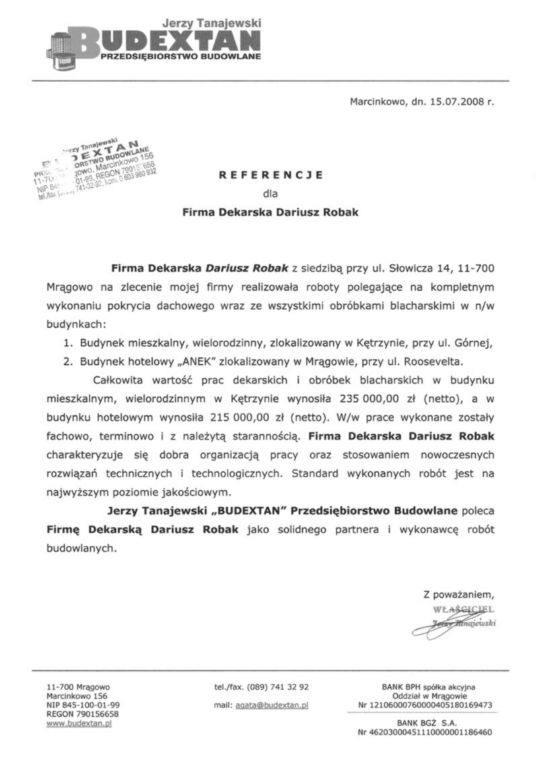 Jerzy Tanajewski
BUDEXTAN
PRZEDSIĘBIORSTWO BUDOWLANE
Marcinkowo, dn. 15.07.2008 r.
Jerzy Tanajewski
BUDEXTAN
PRZEDSIĘBIORSTWO BUDOWLANE
Marcinkowo 156
REGON 790156658
REFERENCJE
dla
Firma Dekarska Dariusz Robak
Firma Dekarska Dariusz Robak z siedzibą przy ul. Słowicza 14, 11-700
Mrągowo na zlecenie mojej firmy realizowała roboty polegające na kompletnym
wykonaniu pokrycia dachowego wraz ze wszystkimi obróbkami blacharskimi w n/w
budynkach:
1. Budynek mieszkalny, wielorodzinny, zlokalizowany w Kętrzynie, przy ul. Górnej,
2. Budynek hotelowy „ANEK” zlokalizowany w Mrągowie, przy ul. Roosevelta.
Całkowita wartość prac dekarskich i obróbek blacharskich w budynku
mieszkalnym, wielorodzinnym w Kętrzynie wynosiła 235 000,00 zł (netto), a w
budynku hotelowym wynosiła 215 000,00 zł (netto). W/w prace wykonane zostały
fachowo, terminowo i z należytą starannością. Firma Dekarska Dariusz Robak
charakteryzuje się dobra organizacją pracy oraz stosowaniem nowoczesnych
rozwiązań technicznych i technologicznych. Standard wykonanych robót jest na
najwyższym poziomie jakościowym.
Jerzy Tanajewski „BUDEXTAN” Przedsiębiorstwo Budowlane poleca
Firmę Dekarską Dariusz Robak jako solidnego partnera i wykonawcę robót
budowlanych.
Z poważaniem,
WŁAŚCICIEL
Jerzy Tanajewski
11-700 Mrągowo
Marcinkowo 156
NIP 845-100-01-99
REGON 790156658
www.budextan.pl
tel./fax. (089) 741 32 92
mail: agata@budextan.pl
BANK BPH spółka akcyjna
Oddział w Mrągowie
Nr 12106000760000405180169473
BANK BGŻ S.A.
Nr 46203000451110000001186460